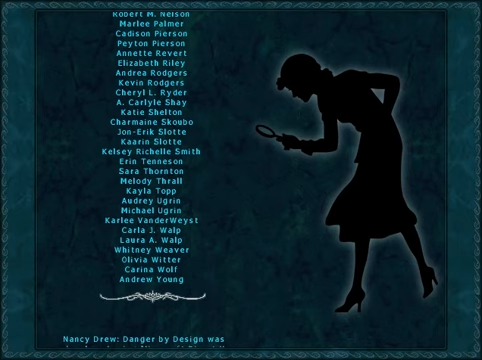 Robert M. Nelson
Marlee Palmer
Cadison Pierson
Peyton Pierson
Annette Revert
Elizabeth Riley
Andrea Rodgers
Kevin Rodgers
Cheryl L. Ryder
A. Carlyle Shay
Katie Shelton
Charmaine Skoubo
Jon-Erik Slotte
Kaarin Slotte
Kelsey Richelle Smith
Erin Tenneson
Sara Thornton
Melody Thrall
Kayla Topp
Audrey Ugrin
Michael Ugrin
Karlee VanderWeyst
Carla J. Walp
Laura A. Walp
Whitney Weaver
Olivia Witter
Carina Wolf
Andrew Young
Nancy Drew: Danger by Design was